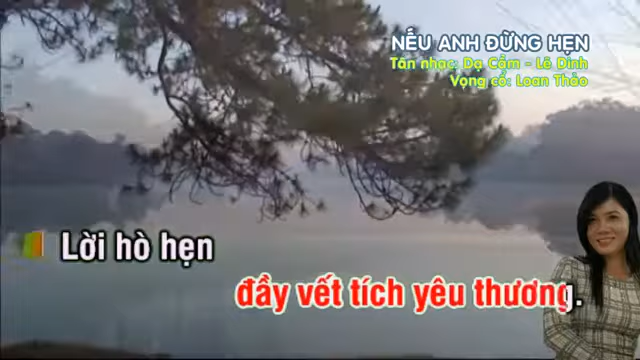 NẾU ANH ĐỪNG HẸN
Tân nhạc: Dạ Cầm - Lê Dinh
Vọng cổ: Loan Thảo
Lời hò hẹn
đầy vết tích yêu thương.